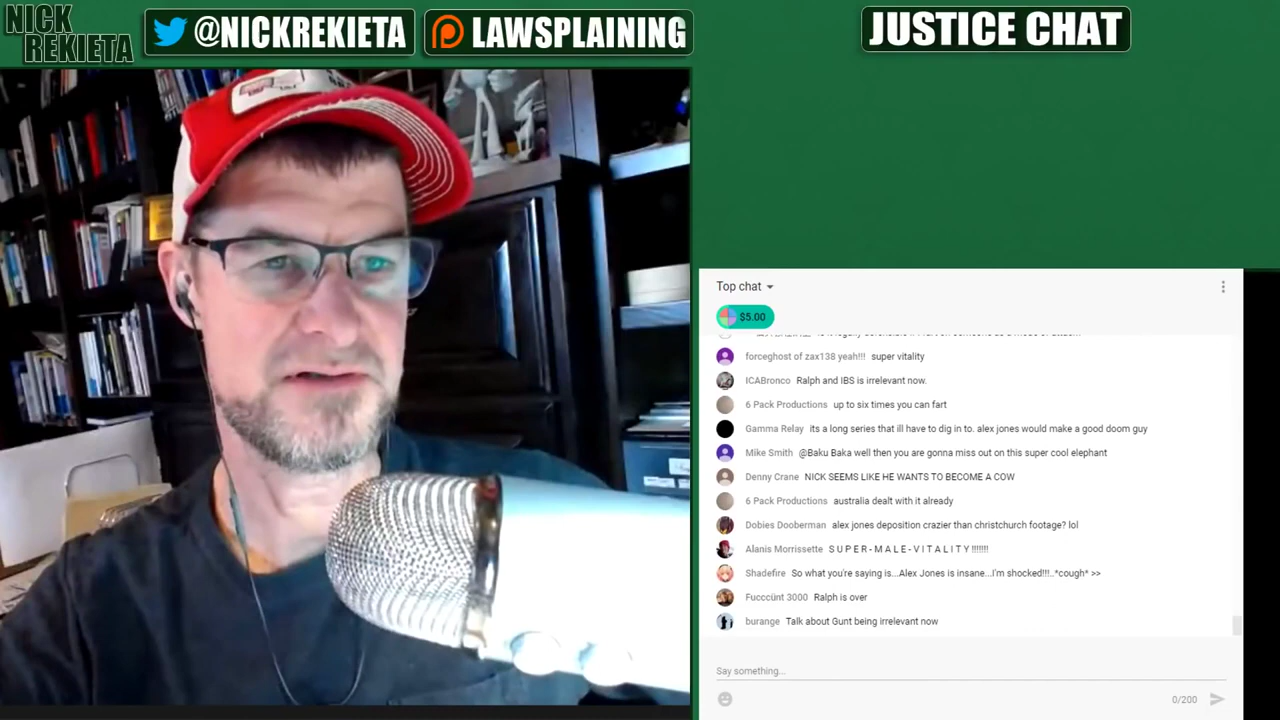 NICK
REKIETA
@NICKREKIETA
LAWSPLAINING
JUSTICE CHAT
Top chat
$5.00
forceghost of zax138 yeah!!! super vitality
ICABronco Ralph and IBS is irrelevant now.
6 Pack Productions up to six times you can fart
Gamma Relay its a long series that ill have to dig in to. alex jones would make a good doom guy
Mike Smith @Baku Baka well then you are gonna miss out on this super cool elephant
Denny Crane NICK SEEMS LIKE HE WANTS TO BECOME A COW
6 Pack Productions australia dealt with it already
Dobies Dooberman alex jones deposition crazier than christchurch footage? lol
Alanis Morrissette S U P E R - M A L E - V I T A L I T Y !!!!!!!
Shadefire So what you're saying is...Alex Jones is insane...I'm shocked!!!..*cough* >>
Fucccünt 3000 Ralph is over
burange Talk about Gunt being irrelevant now
Say something...
0/200